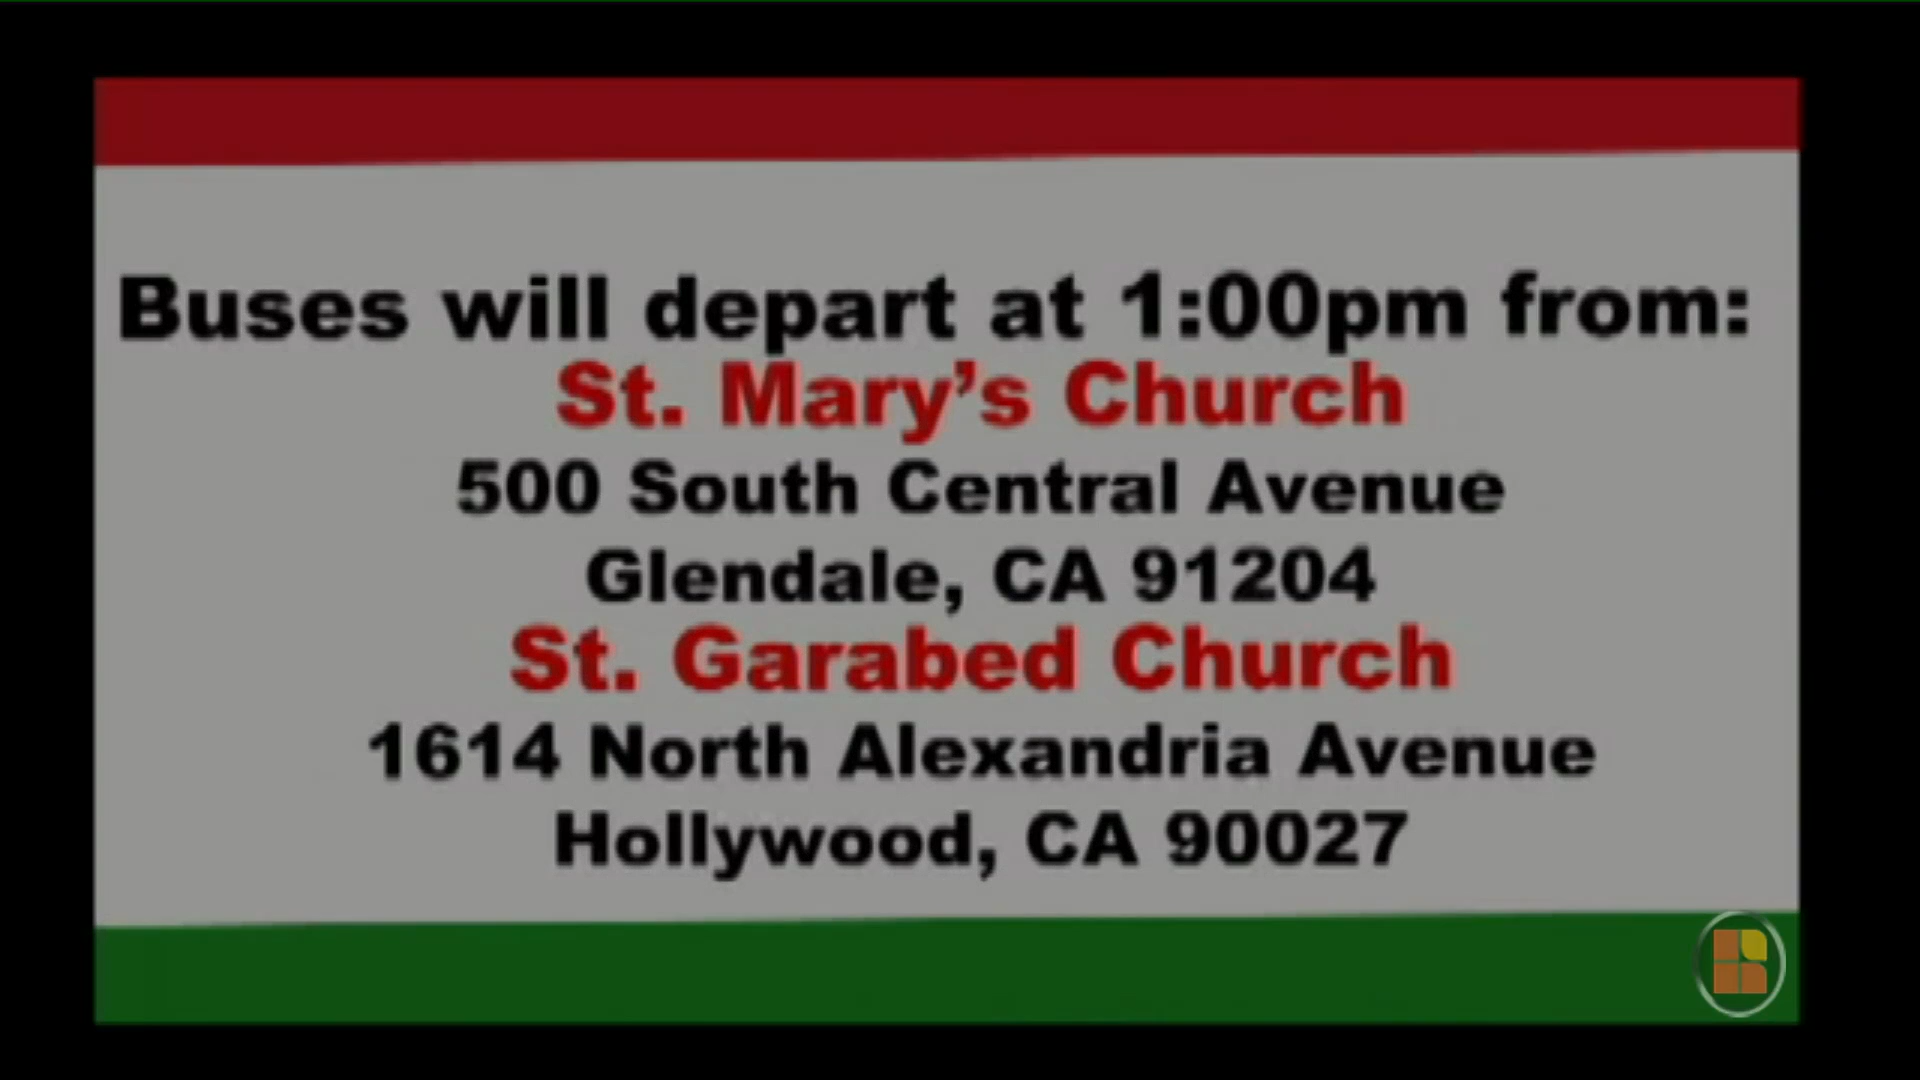 Buses will depart at 1:00pm from:
St. Mary’s Church
500 South Central Avenue
Glendale, CA 91204
St. Garabed Church
1614 North Alexandria Avenue
Hollywood, CA 90027